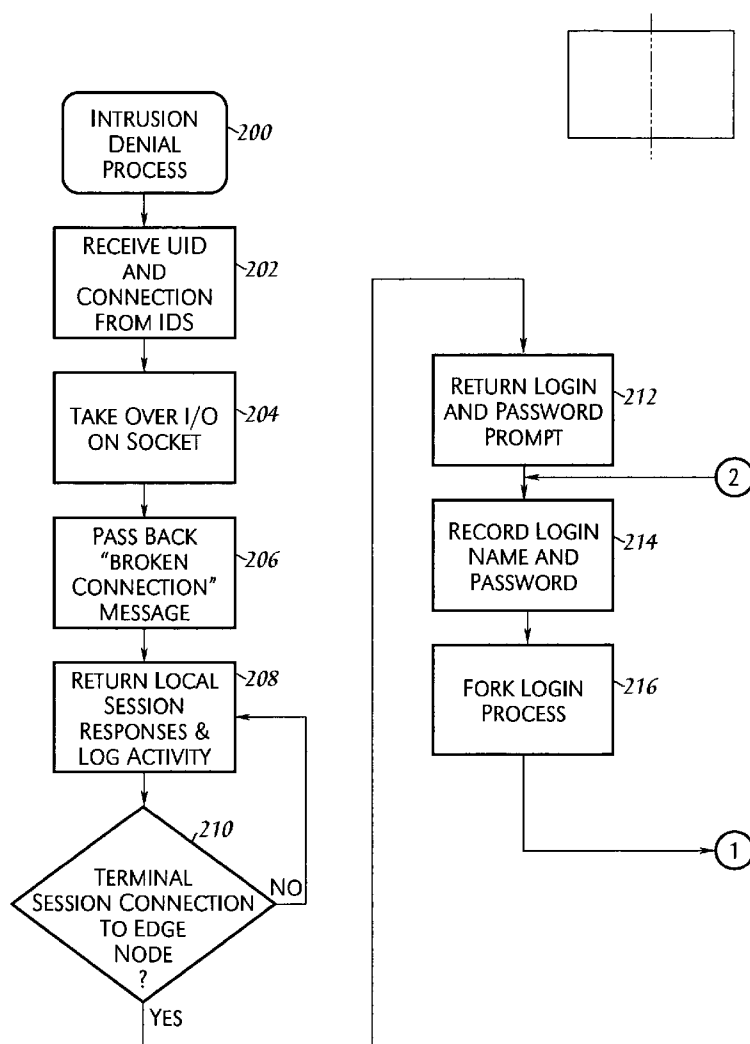 INTRUSION
DENIAL
PROCESS
200
RECEIVE UID
AND
CONNECTION
FROM IDS
202
TAKE OVER I/O
ON SOCKET
204
PASS BACK
“BROKEN
CONNECTION”
MESSAGE
206
RETURN LOCAL
SESSION
RESPONSES &
LOG ACTIVITY
208
210
TERMINAL
SESSION CONNECTION
TO EDGE
NODE
?
NO
YES
RETURN LOGIN
AND PASSWORD
PROMPT
212
2
RECORD LOGIN
NAME AND
PASSWORD
214
FORK LOGIN
PROCESS
216
1